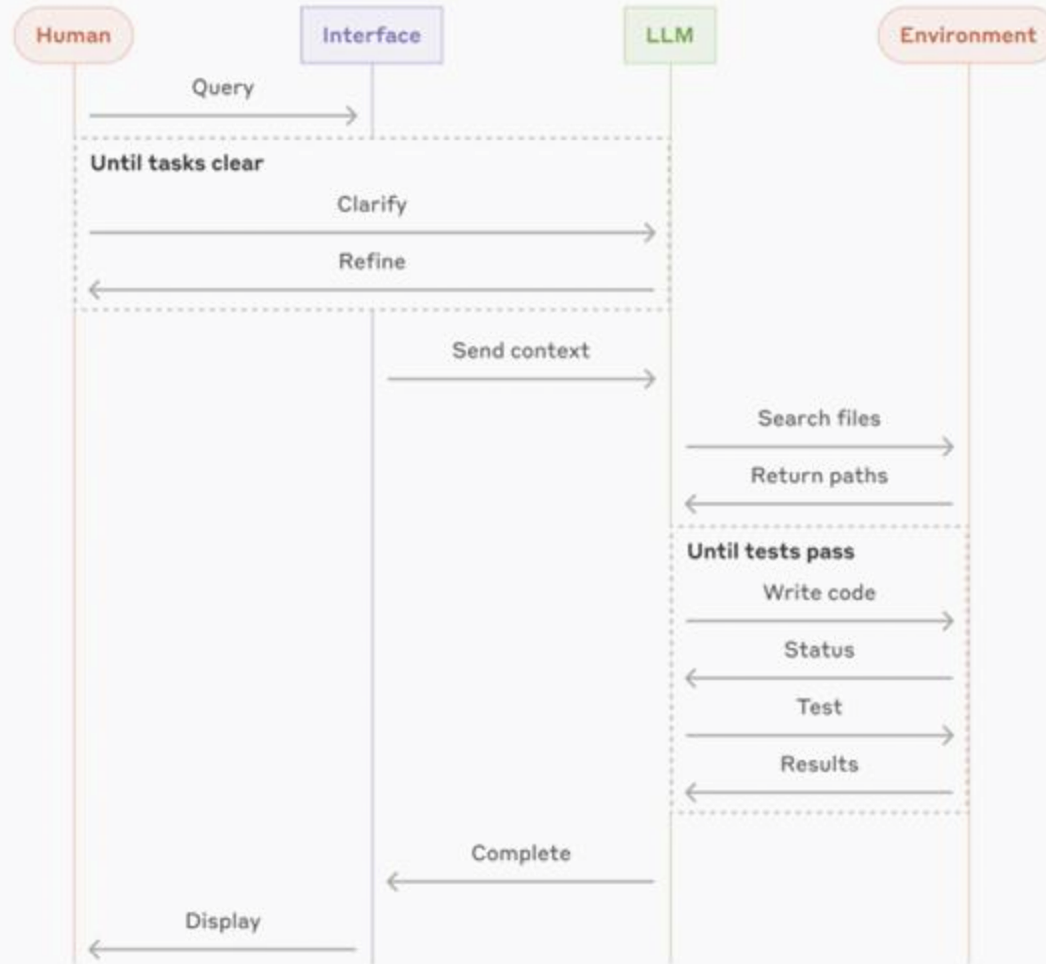 Human
Interface
LLM
Environment
Query
Until tasks clear
Clarify
Refine
Send context
Search files
Return paths
Until tests pass
Write code
Status
Test
Results
Complete
Display